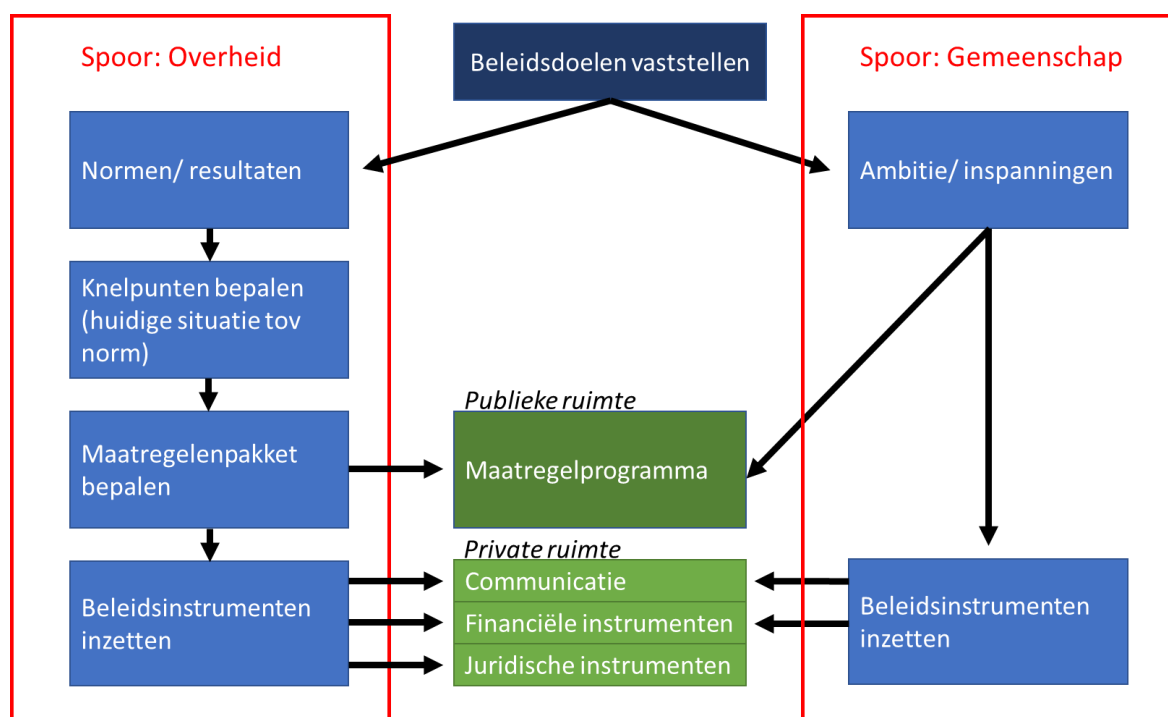 Spoor: Overheid
Beleidsdoelen vaststellen
Spoor: Gemeenschap
Normen/ resultaten
Ambitie/ inspanningen
Knelpunten bepalen
(huidige situatie tov
norm)
Publieke ruimte
Maatregelenpakket
bepalen
Maatregelprogramma
Private ruimte
Communicatie
Beleidsinstrumenten
inzetten
Financiële instrumenten
Juridische instrumenten
Beleidsinstrumenten
inzetten